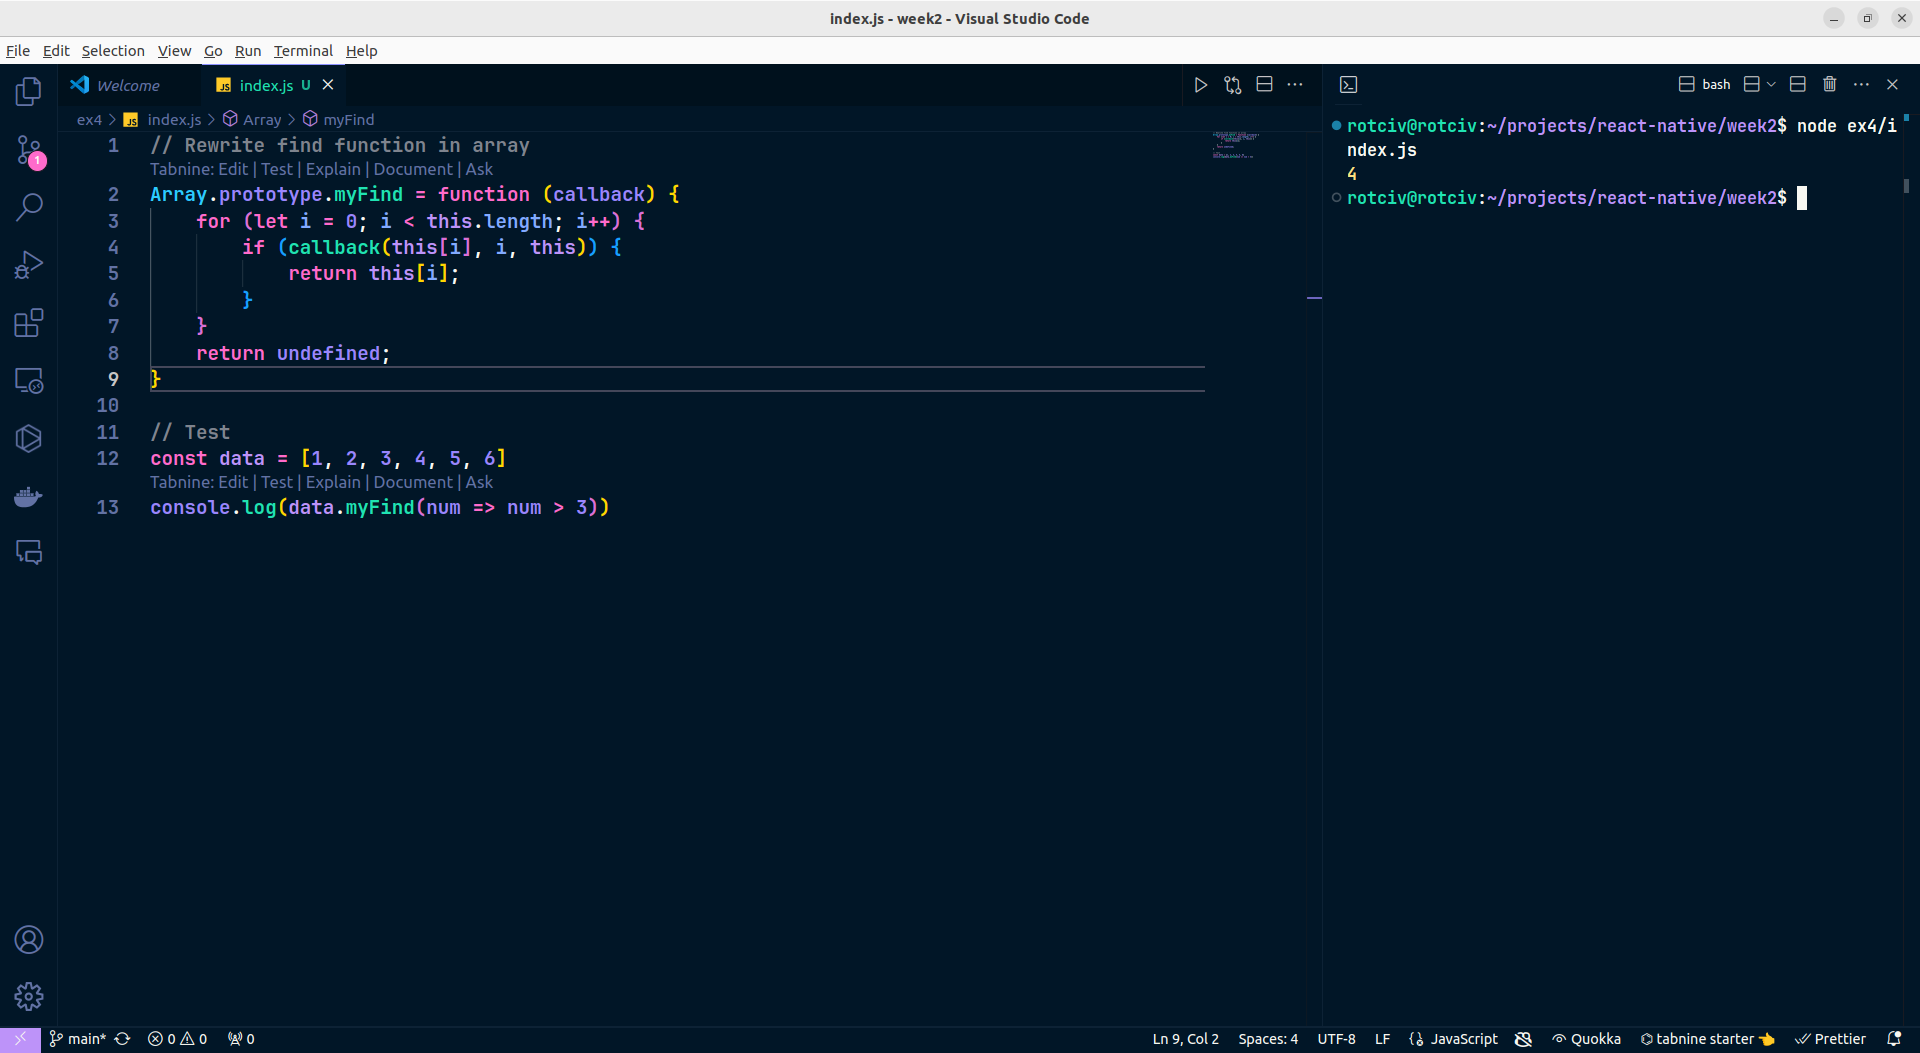 index.js - week2 - Visual Studio Code
File Edit Selection View Go Run Terminal Help
Welcome
JS index.js U
bash
ex4 > JS index.js > Array > myFind
1 // Rewrite find function in array
Tabnine: Edit | Test | Explain | Document | Ask
2 Array.prototype.myFind = function (callback) {
3 for (let i = 0; i < this.length; i++) {
4 if (callback(this[i], i, this)) {
5 return this[i];
6 }
7 }
8 return undefined;
9 }
10
11 // Test
12 const data = [1, 2, 3, 4, 5, 6]
Tabnine: Edit | Test | Explain | Document | Ask
13 console.log(data.myFind(num => num > 3))
rotciv@rotciv:~/projects/react-native/week2$ node ex4/i
ndex.js
4
rotciv@rotciv:~/projects/react-native/week2$
1
main* 0 0 0 Ln 9, Col 2 Spaces: 4 UTF-8 LF {} JavaScript Quokka tabnine starter Prettier